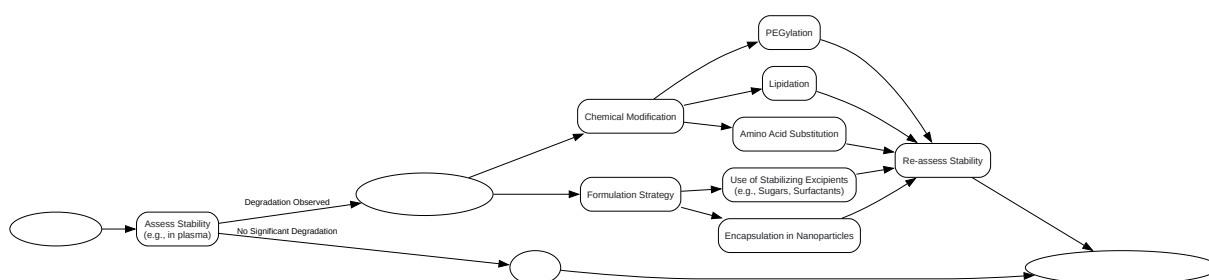 PEGylation
Lipidation
Chemical Modification
Amino Acid Substitution
Re-assess Stability
Use of Stabilizing Excipients
(e.g., Sugars, Surfactants)
Formulation Strategy
Degradation Observed
Assess Stability
(e.g., in plasma)
No Significant Degradation
Encapsulation in Nanoparticles